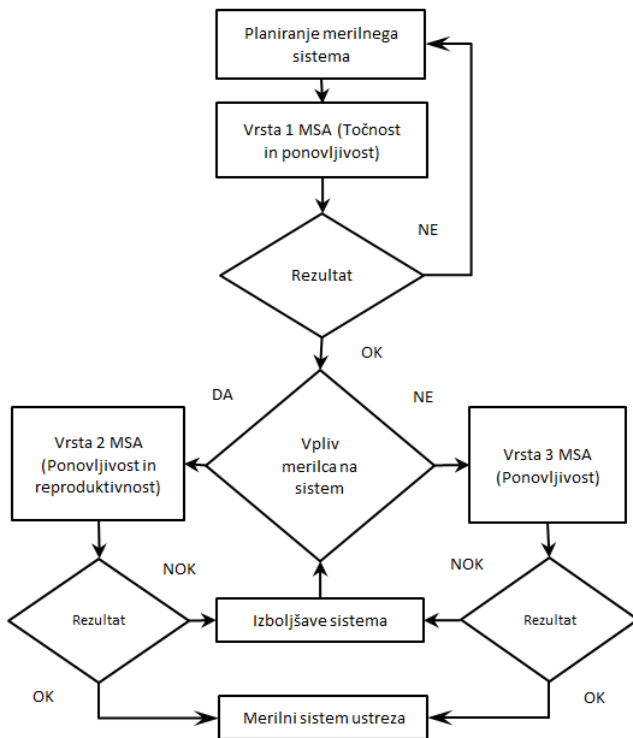 Planiranje merilnega
sistema
Vrsta 1 MSA (Točnost
in ponovljivost)
NE
Rezultat
OK
DA
NE
Vrsta 2 MSA
(Ponovljivost in
reproduktivnost)
Vpliv
merilca na
sistem
Vrsta 3 MSA
(Ponovljivost)
NOK
NOK
Rezultat
Izboljšave sistema
Rezultat
OK
OK
Merilni sistem ustreza